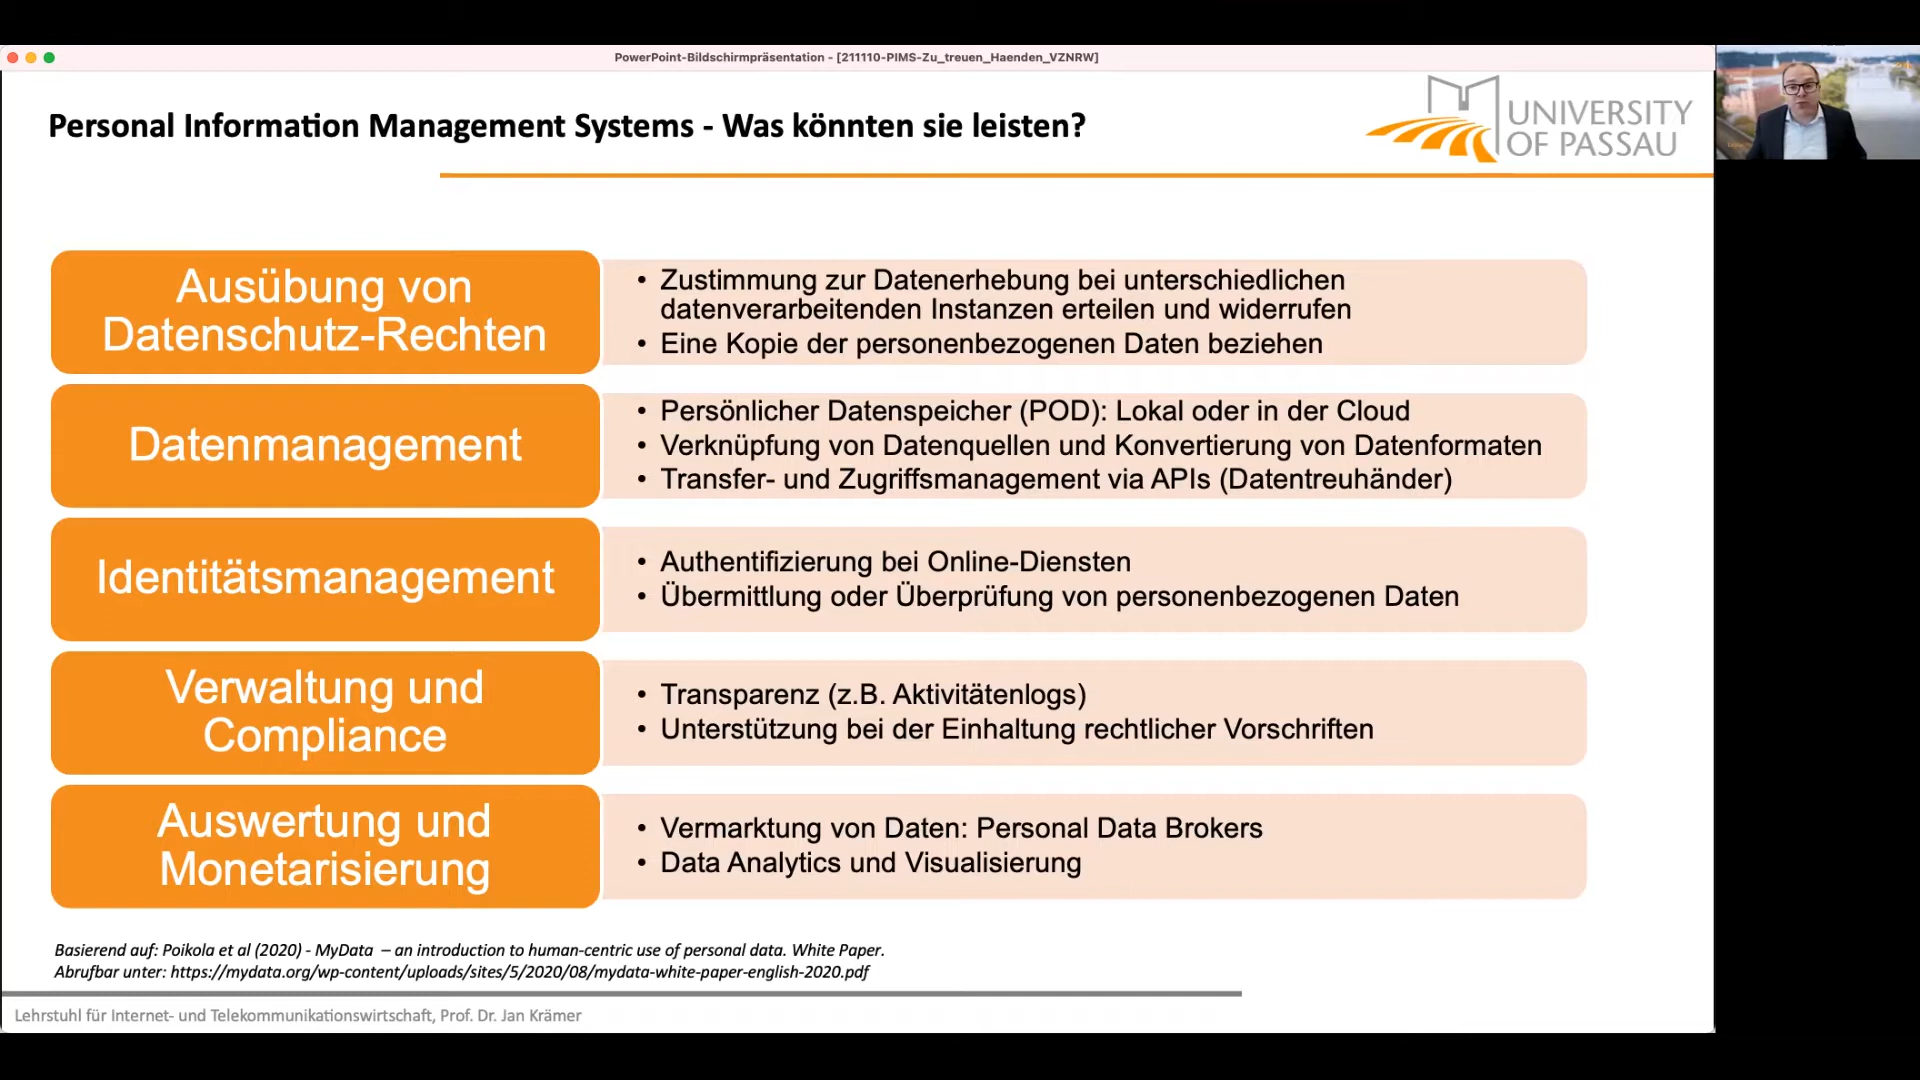 PowerPoint-Bildschirmpräsentation - [211110-PIMS-Zu_treuen_Haenden_VZNRW]
Personal Information Management Systems - Was könnten sie leisten?
UNIVERSITY
OF PASSAU
Ausübung von
Datenschutz-Rechten
• Zustimmung zur Datenerhebung bei unterschiedlichen
datenverarbeitenden Instanzen erteilen und widerrufen
• Eine Kopie der personenbezogenen Daten beziehen
Datenmanagement
• Persönlicher Datenspeicher (POD): Lokal oder in der Cloud
• Verknüpfung von Datenquellen und Konvertierung von Datenformaten
• Transfer- und Zugriffsmanagement via APIs (Datentreuhänder)
Identitätsmanagement
• Authentifizierung bei Online-Diensten
• Übermittlung oder Überprüfung von personenbezogenen Daten
Verwaltung und
Compliance
• Transparenz (z.B. Aktivitätenlogs)
• Unterstützung bei der Einhaltung rechtlicher Vorschriften
Auswertung und
Monetarisierung
• Vermarktung von Daten: Personal Data Brokers
• Data Analytics und Visualisierung
Basierend auf: Poikola et al (2020) - MyData – an introduction to human-centric use of personal data. White Paper.
Abrufbar unter: https://mydata.org/wp-content/uploads/sites/5/2020/08/mydata-white-paper-english-2020.pdf
Lehrstuhl für Internet- und Telekommunikationswirtschaft, Prof. Dr. Jan Krämer